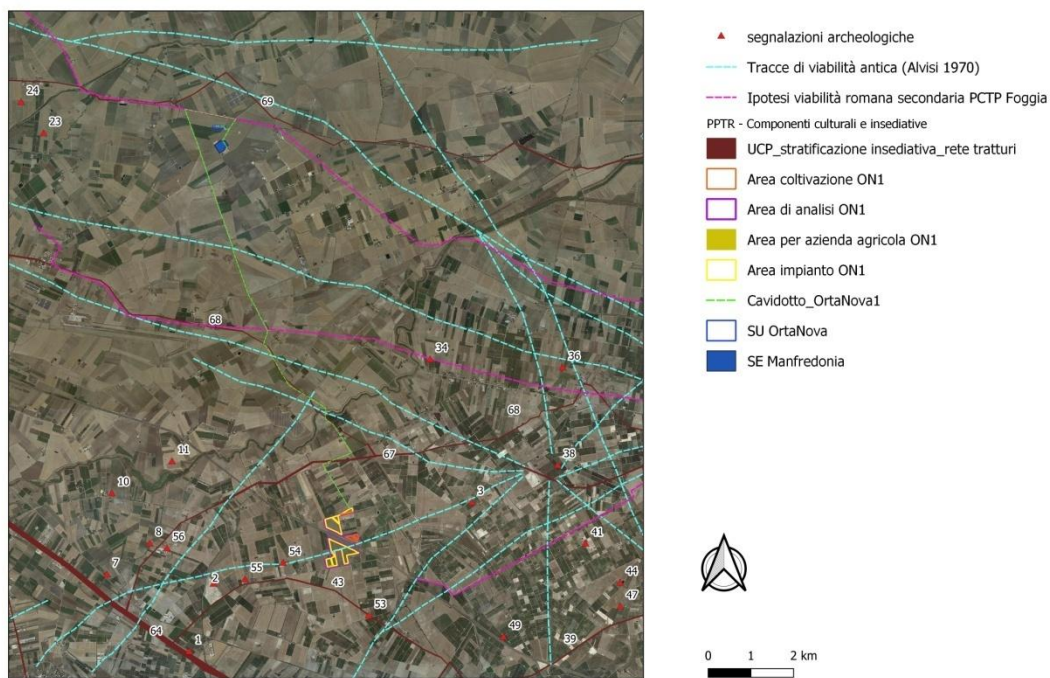 24
23
69
68
34
36
68
67
38
11
10
3
8
56
41
54
7
2
55
43
44
47
53
64
1
49
39
segnalazioni archeologiche
Tracce di viabilità antica (Alvisi 1970)
Ipotesi viabilità romana secondaria PCTP Foggia
PPTR - Componenti culturali e insediative
UCP_stratificazione insediativa_rete tratturi
Area coltivazione ON1
Area di analisi ON1
Area per azienda agricola ON1
Area impianto ON1
Cavidotto_OrtaNova1
SU OrtaNova
SE Manfredonia
0 1 2 km